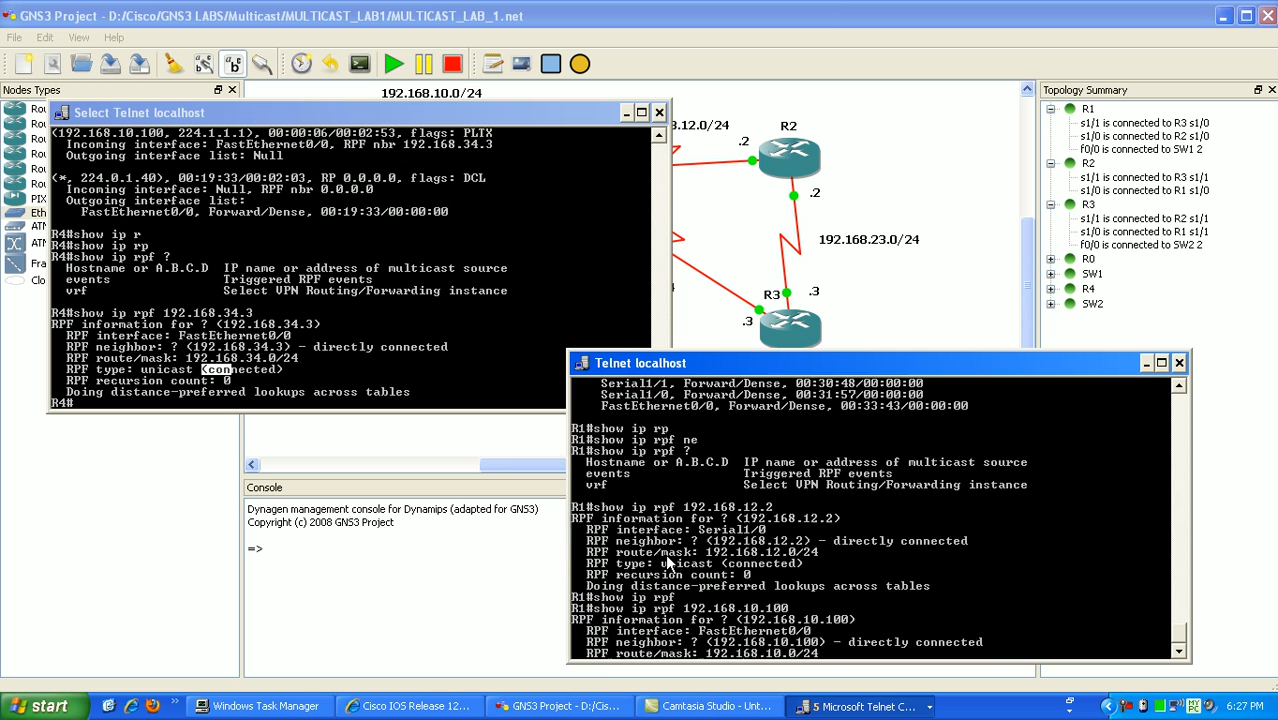 GNS3 Project - D:/Cisco/GNS3 LABS/Multicast/MULTICAST_LAB1/MULTICAST_LAB_1.net
File Edit View Help
Nodes Types
Rou
Rou
Rou
Rou
Rou
PIX
Eth
ATM
ATM
Fra
Clo
192.168.10.0/24
.12.0/24
R2
.2
.2
192.168.23.0/24
R3
.3
.3
Select Telnet localhost
(192.168.10.100, 224.1.1.1), 00:00:06/00:02:53, flags: PLTX
Incoming interface: FastEthernet0/0, RPF nbr 192.168.34.3
Outgoing interface list: Null
(*, 224.0.1.40), 00:19:33/00:02:03, RP 0.0.0.0, flags: DCL
Incoming interface: Null, RPF nbr 0.0.0.0
Outgoing interface list:
FastEthernet0/0, Forward/Dense, 00:19:33/00:00:00
R4#show ip r
R4#show ip rp
R4#show ip rpf ?
Hostname or A.B.C.D IP name or address of multicast source
events Triggered RPF events
vrf Select VPN Routing/Forwarding instance
R4#show ip rpf 192.168.34.3
RPF information for ? (192.168.34.3)
RPF interface: FastEthernet0/0
RPF neighbor: ? (192.168.34.3) - directly connected
RPF route/mask: 192.168.34.0/24
RPF type: unicast (connected)
RPF recursion count: 0
Doing distance-preferred lookups across tables
R4#
Telnet localhost
Serial1/1, Forward/Dense, 00:30:48/00:00:00
Serial1/0, Forward/Dense, 00:31:57/00:00:00
FastEthernet0/0, Forward/Dense, 00:33:43/00:00:00
R1#show ip rp
R1#show ip rpf ne
R1#show ip rpf ?
Hostname or A.B.C.D IP name or address of multicast source
events Triggered RPF events
vrf Select VPN Routing/Forwarding instance
R1#show ip rpf 192.168.12.2
RPF information for ? (192.168.12.2)
RPF interface: Serial1/0
RPF neighbor: ? (192.168.12.2) - directly connected
RPF route/mask: 192.168.12.0/24
RPF type: unicast (connected)
RPF recursion count: 0
Doing distance-preferred lookups across tables
R1#show ip rpf
R1#show ip rpf 192.168.10.100
RPF information for ? (192.168.10.100)
RPF interface: FastEthernet0/0
RPF neighbor: ? (192.168.10.100) - directly connected
RPF route/mask: 192.168.10.0/24
Topology Summary
R1
s1/1 is connected to R3 s1/0
s1/0 is connected to R2 s1/0
f0/0 is connected to SW1 2
R2
s1/1 is connected to R3 s1/1
s1/0 is connected to R1 s1/0
R3
s1/1 is connected to R2 s1/1
s1/0 is connected to R1 s1/1
f0/0 is connected to SW2 2
R0
SW1
R4
SW2
Console
Dynagen management console for Dynamips (adapted for GNS3)
Copyright (c) 2008 GNS3 Project
=>
start
Windows Task Manager
Cisco IOS Release 12...
GNS3 Project - D:/Cis...
Camtasia Studio - Unt...
5 Microsoft Telnet C...
6:27 PM